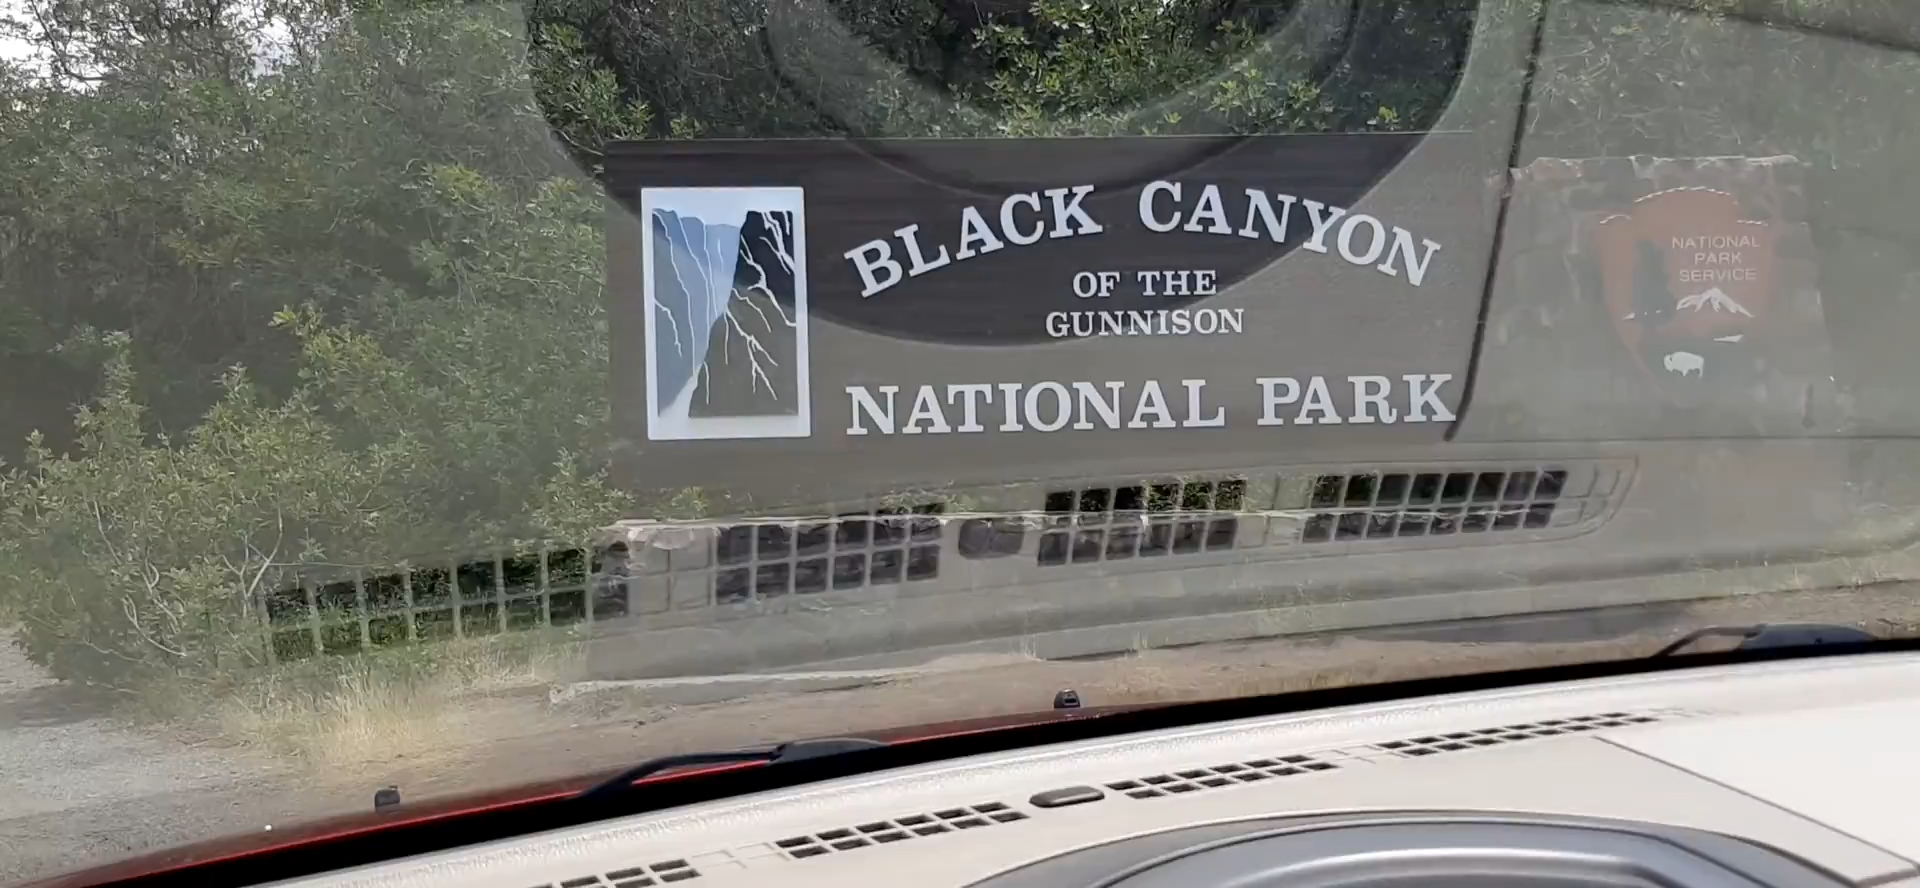 BLACK CANYON
OF THE
GUNNISON
NATIONAL PARK
NATIONAL
PARK
SERVICE